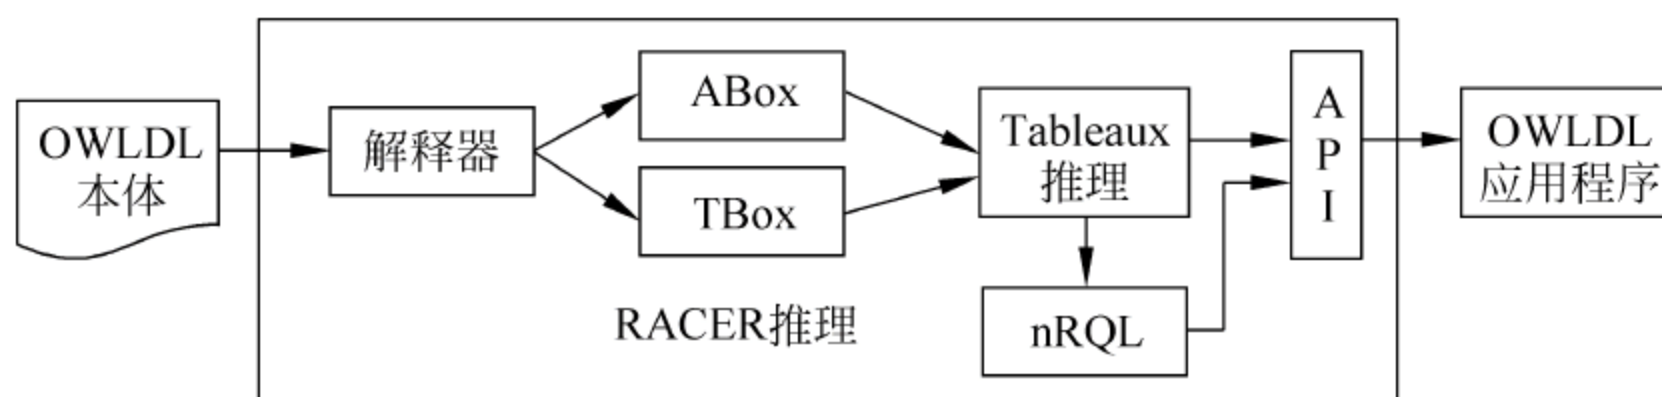 OWLDL
本体
解释器
ABox
TBox
RACER推理
Tableaux
推理
nRQL
A
P
I
OWLDL
应用程序